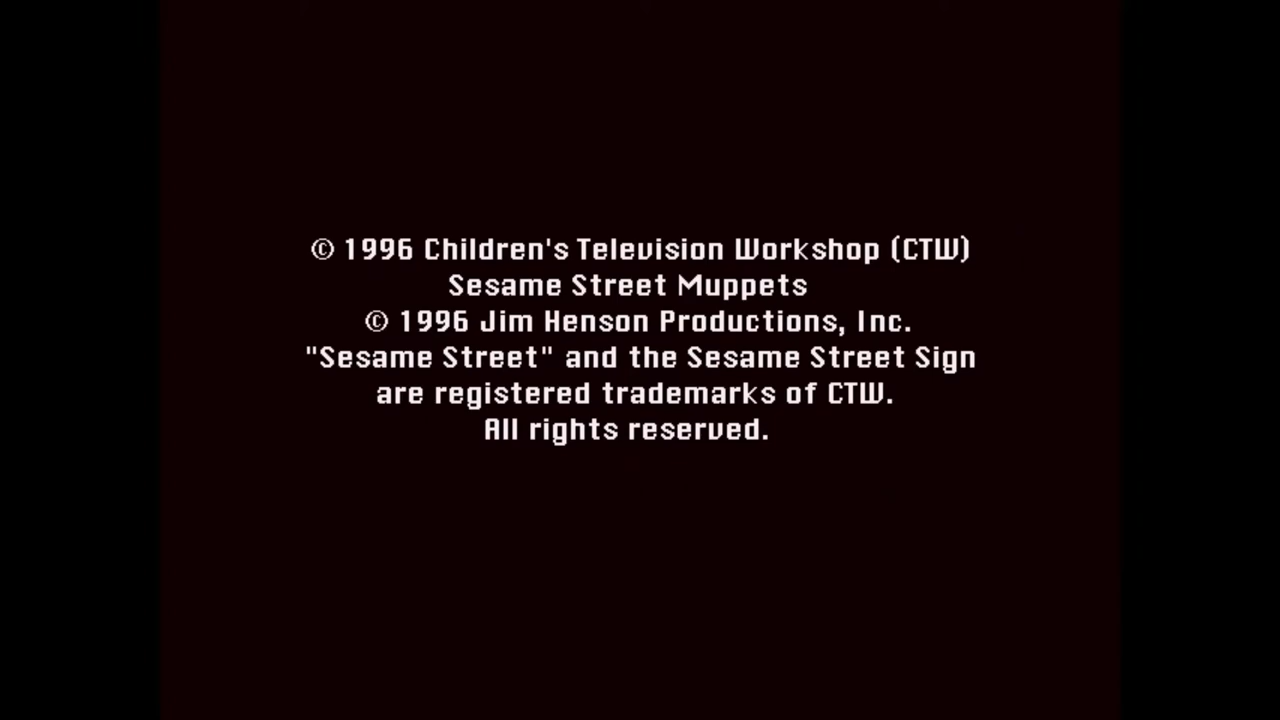 © 1996 Children's Television Workshop (CTW)
Sesame Street Muppets
© 1996 Jim Henson Productions, Inc.
"Sesame Street" and the Sesame Street Sign
are registered trademarks of CTW.
All rights reserved.